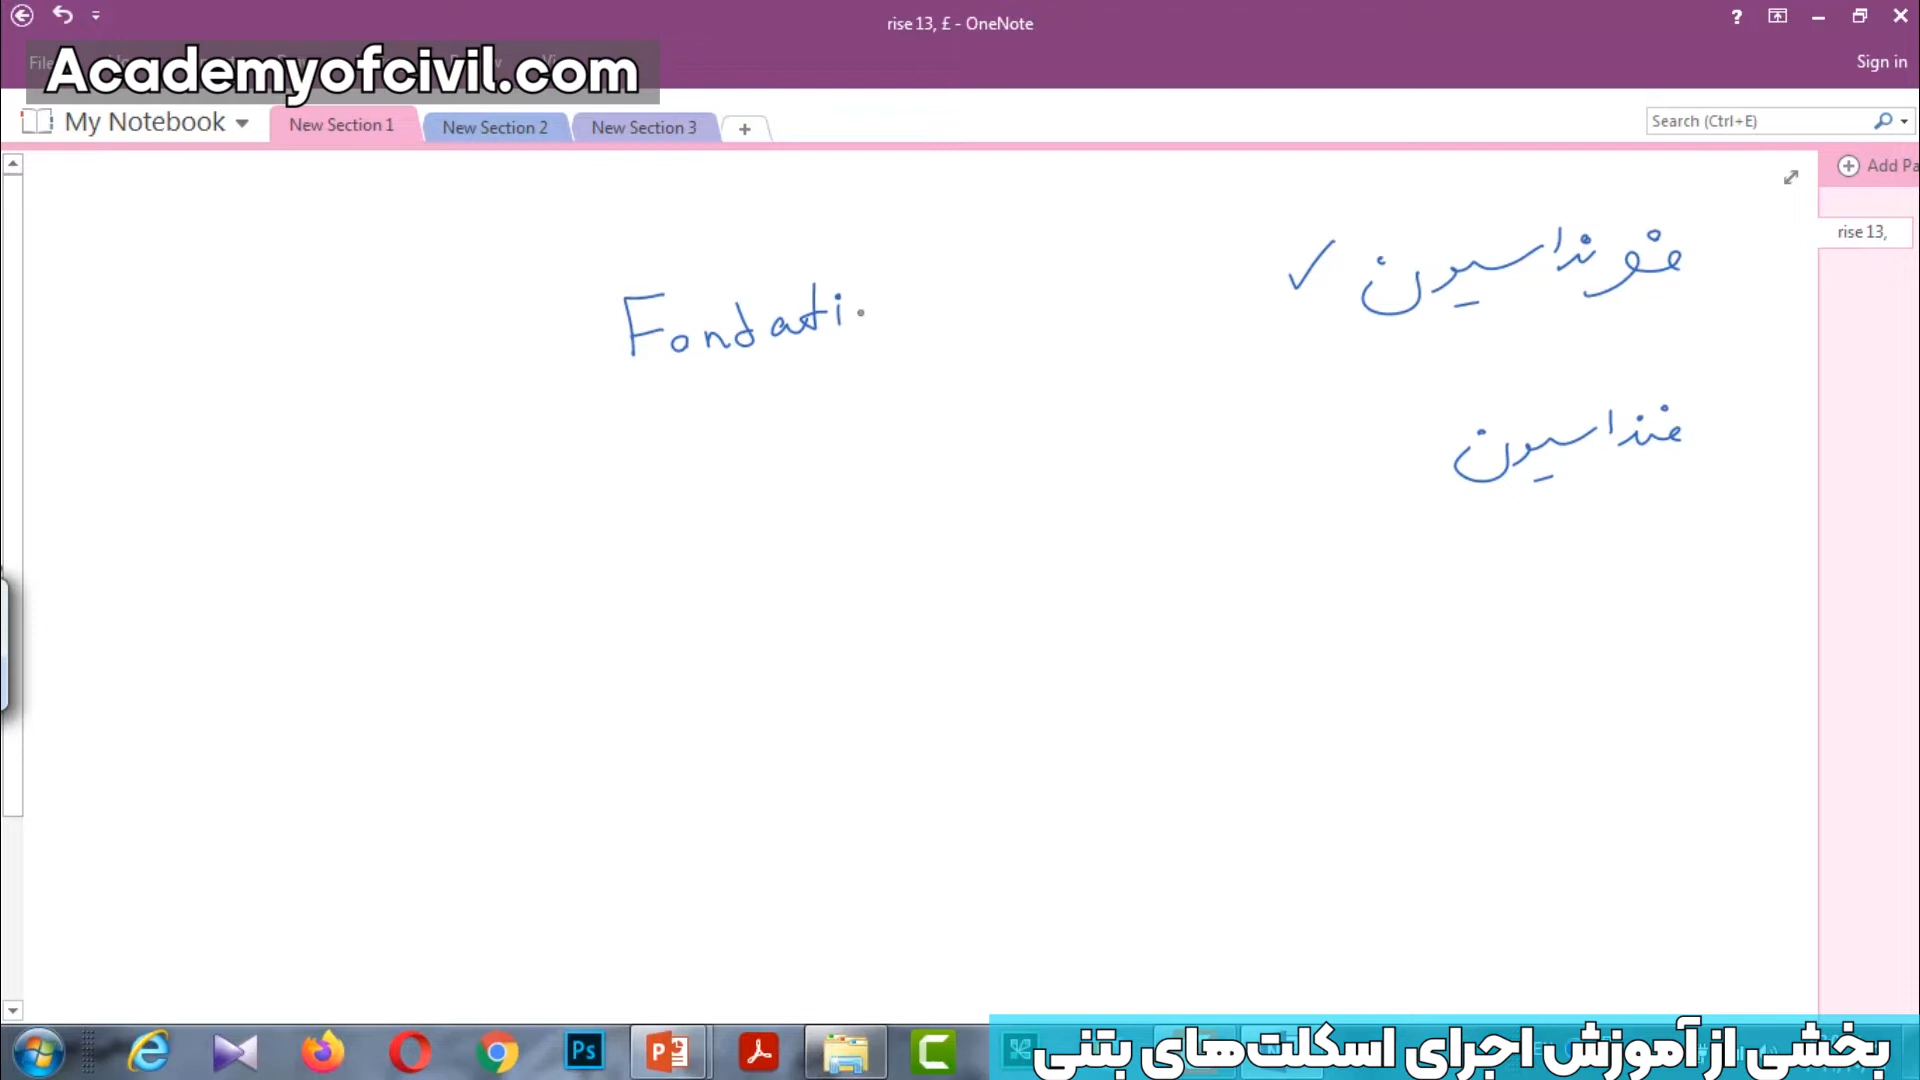 rise 13, £ - OneNote
Sign in
Academyofcivil.com
My Notebook
New Section 1
New Section 2
New Section 3
Search (Ctrl+E)
Add Pa
rise 13,
فونداسیون ✓
Fondati
فنداسیون
بخشی از آموزش اجرای اسکلت‌های بتنی